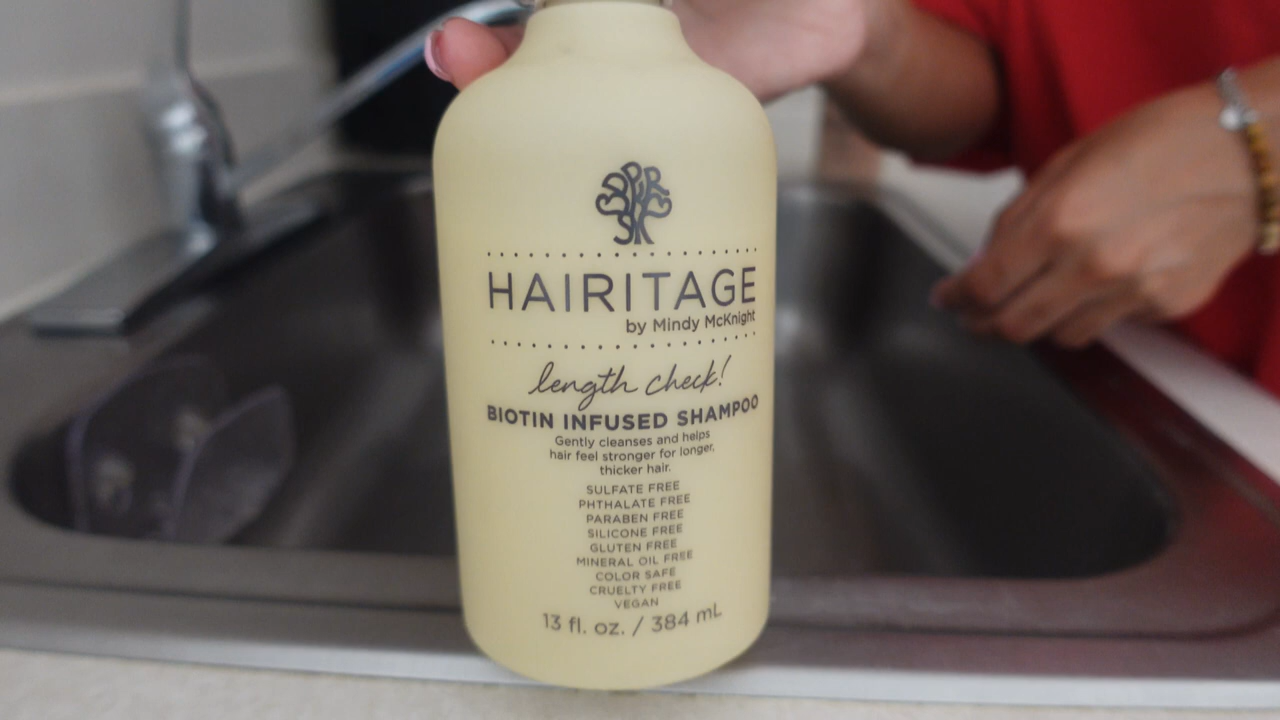 HAIRITAGE
by Mindy McKnight
length check!
BIOTIN INFUSED SHAMPOO
Gently cleanses and helps
hair feel stronger for longer,
thicker hair.
SULFATE FREE
PHTHALATE FREE
PARABEN FREE
SILICONE FREE
GLUTEN FREE
MINERAL OIL FREE
COLOR SAFE
CRUELTY FREE
VEGAN
13 fl. oz. / 384 mL